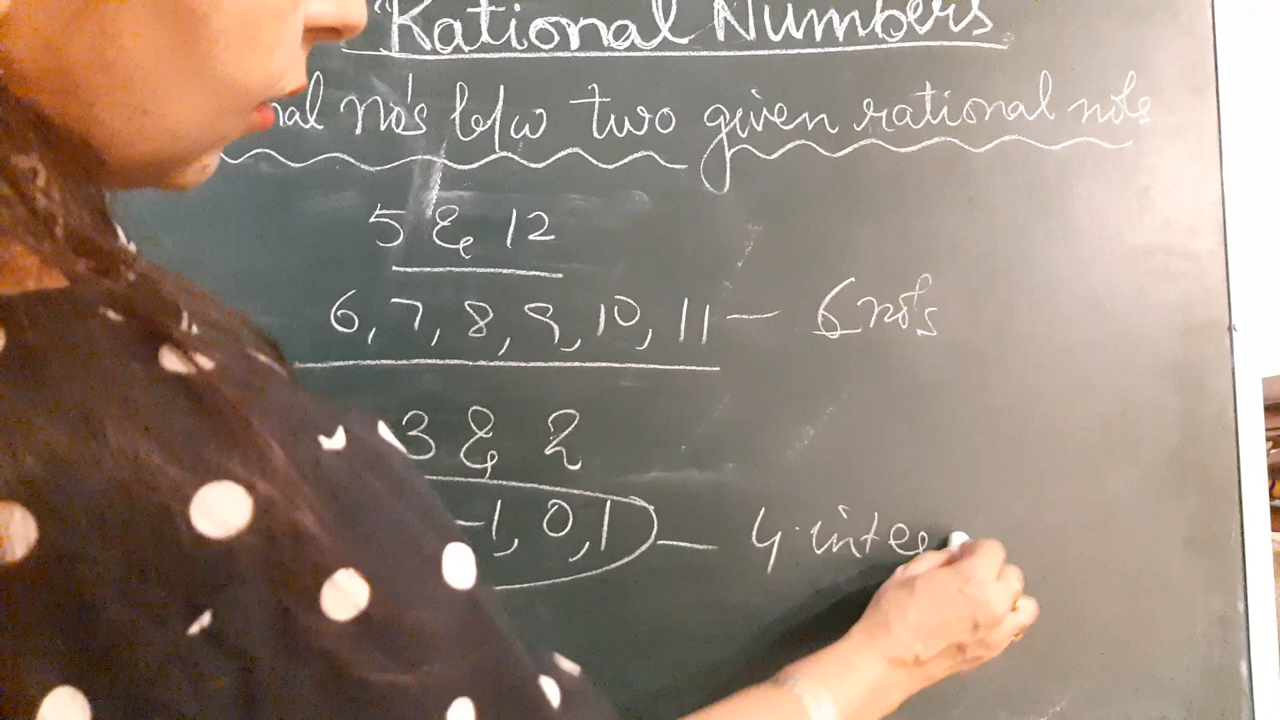 Rational Numbers
nal no's b/w two given rational no's
5 & 12
6, 7, 8, 9, 10, 11 — 6 no's
3 & 2
-1, 0, 1 — 4 inte